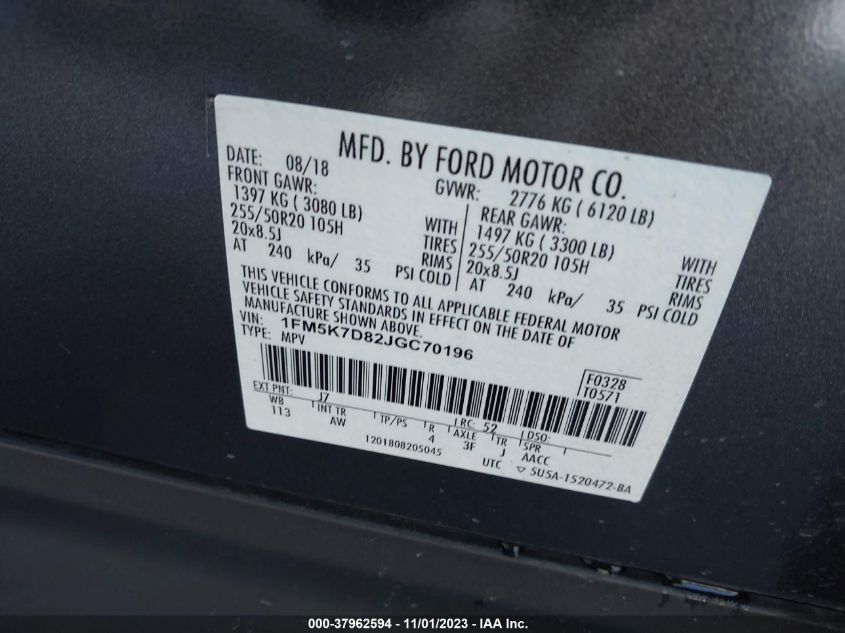 MFD. BY FORD MOTOR CO.
DATE: 08/18
GVWR: 2776 KG ( 6120 LB)
FRONT GAWR:
1397 KG ( 3080 LB)
255/50R20 105H
20x8.5J
AT 240 kPa/ 35
WITH
TIRES
RIMS
PSI COLD
REAR GAWR:
1497 KG ( 3300 LB)
255/50R20 105H
20x8.5J
AT 240 kPa/ 35
WITH
TIRES
RIMS
PSI COLD
THIS VEHICLE CONFORMS TO ALL APPLICABLE FEDERAL MOTOR
VEHICLE SAFETY STANDARDS IN EFFECT ON THE DATE OF
MANUFACTURE SHOWN ABOVE.
VIN: 1FM5K7D82JGC70196
TYPE: MPV
F0328
T0571
EXT PNT: J7 RC: 52 DSO:
WB INT TR TP/PS R AXLE TR SPR
113 AW 4 3F J AACC
1201808205045
UTC ▽ 5U5A-1520472-BA
000-37962594 - 11/01/2023 - IAA Inc.